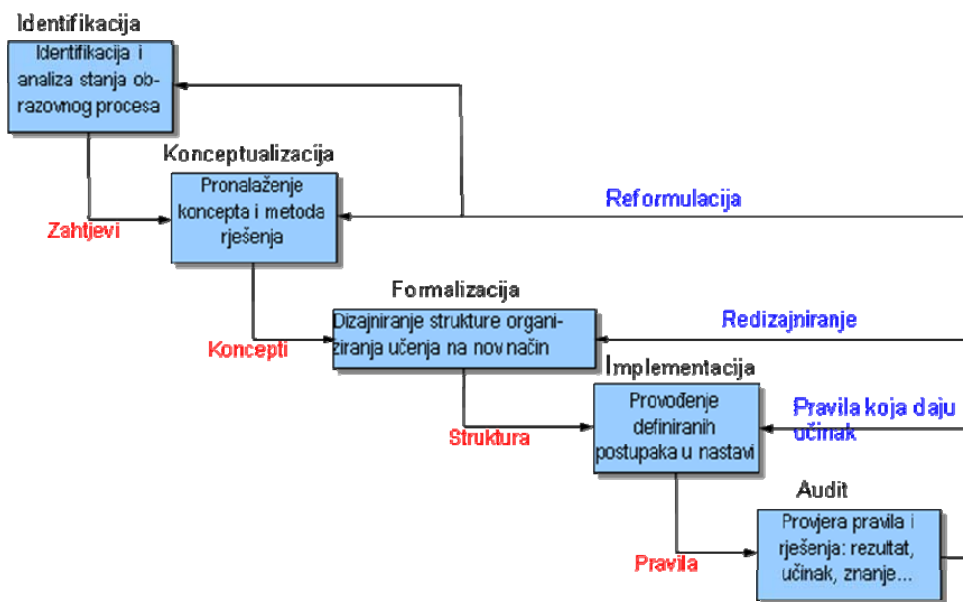 Identifikacija
Identifikacija i
analiza stanja ob-
razovnog procesa
Konceptualizacija
Pronalaženje
koncepta i metoda
rješenja
Reformulacija
Zahtjevi
Formalizacija
Dizajniranje strukture organi-
ziranja učenja na nov način
Redizajniranje
Koncepti
Implementacija
Provođenje
definiranih
postupaka u nastavi
Pravila koja daju
učinak
Struktura
Audit
Provjera pravila i
rješenja: rezultat,
učinak, znanje...
Pravila